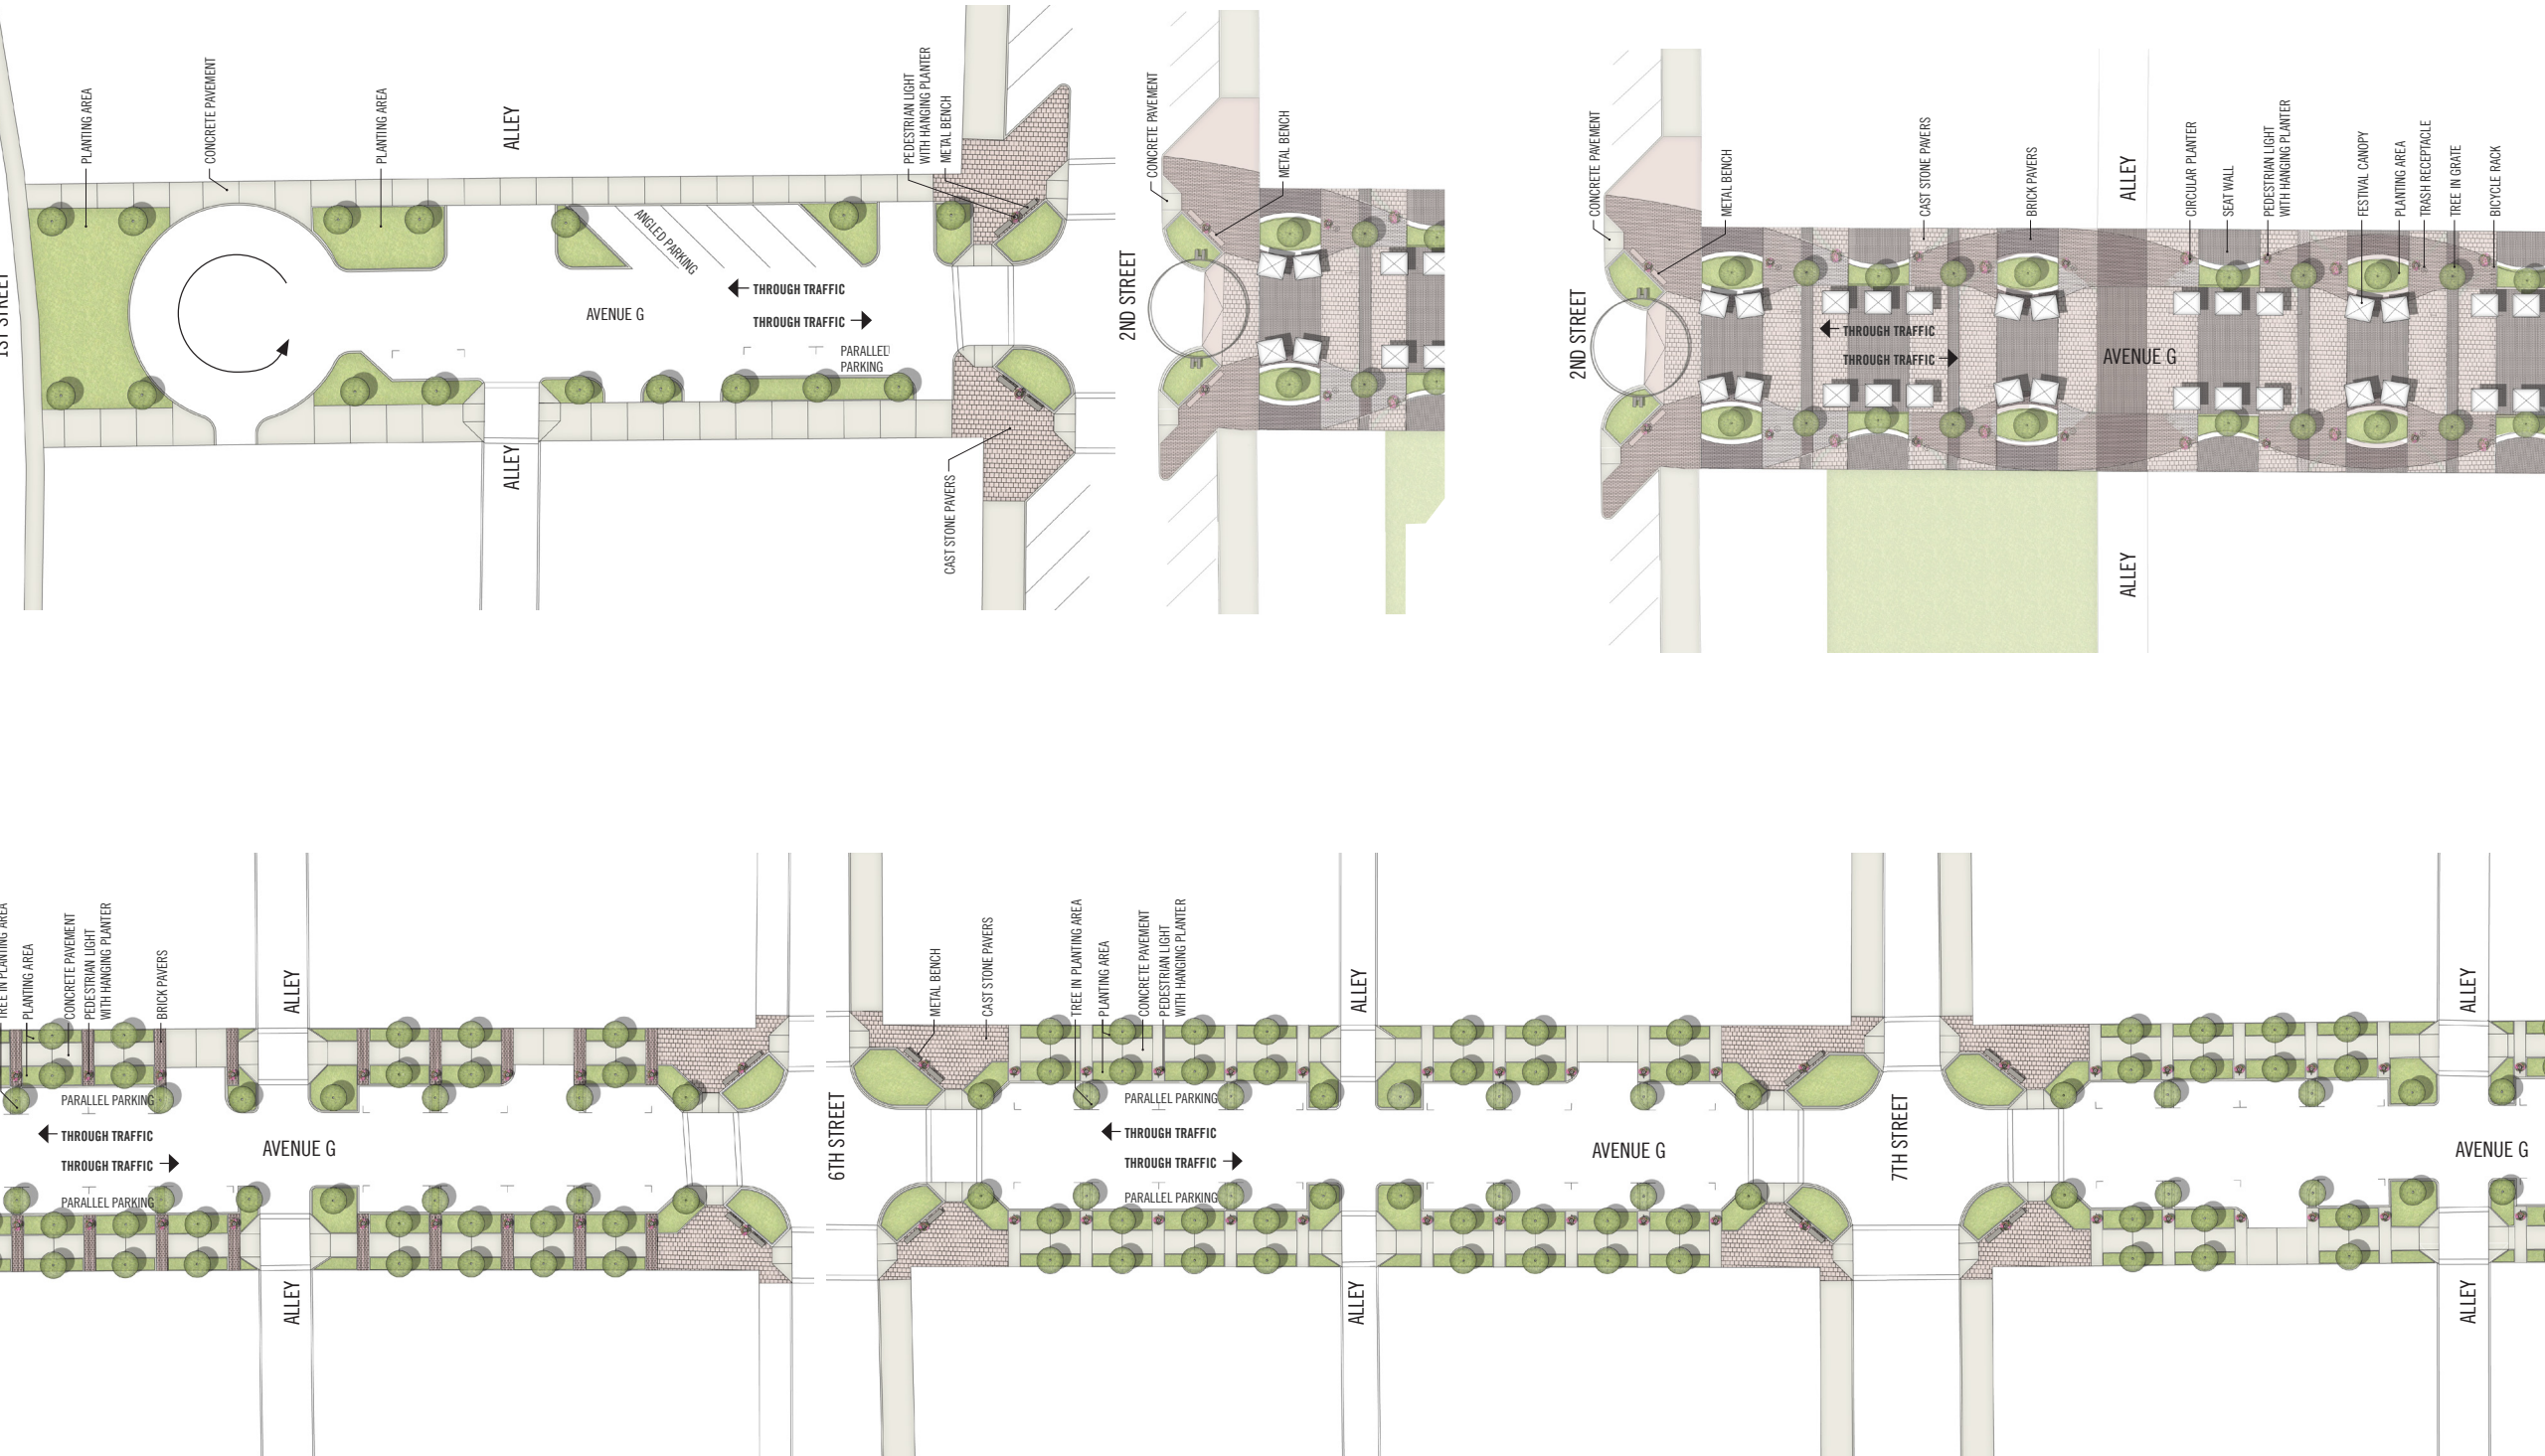 1ST STREET
PLANTING AREA
CONCRETE PAVEMENT
PLANTING AREA
ALLEY
PEDESTRIAN LIGHT
WITH HANGING PLANTER
METAL BENCH
ANGLED PARKING
THROUGH TRAFFIC
AVENUE G
THROUGH TRAFFIC
PARALLEL
PARKING
ALLEY
CAST STONE PAVERS
2ND STREET
CONCRETE PAVEMENT
METAL BENCH
2ND STREET
CONCRETE PAVEMENT
METAL BENCH
CAST STONE PAVERS
BRICK PAVERS
ALLEY
CIRCULAR PLANTER
SEAT WALL
PEDESTRIAN LIGHT
WITH HANGING PLANTER
FESTIVAL CANOPY
PLANTING AREA
TRASH RECEPTACLE
TREE IN GRATE
BICYCLE RACK
THROUGH TRAFFIC
THROUGH TRAFFIC
AVENUE G
ALLEY
TREE IN PLANTING AREA
PLANTING AREA
CONCRETE PAVEMENT
PEDESTRIAN LIGHT
WITH HANGING PLANTER
BRICK PAVERS
ALLEY
PARALLEL PARKING
THROUGH TRAFFIC
AVENUE G
THROUGH TRAFFIC
PARALLEL PARKING
ALLEY
6TH STREET
METAL BENCH
CAST STONE PAVERS
TREE IN PLANTING AREA
PLANTING AREA
CONCRETE PAVEMENT
PEDESTRIAN LIGHT
WITH HANGING PLANTER
ALLEY
PARALLEL PARKING
THROUGH TRAFFIC
THROUGH TRAFFIC
PARALLEL PARKING
AVENUE G
ALLEY
7TH STREET
ALLEY
AVENUE G
ALLEY